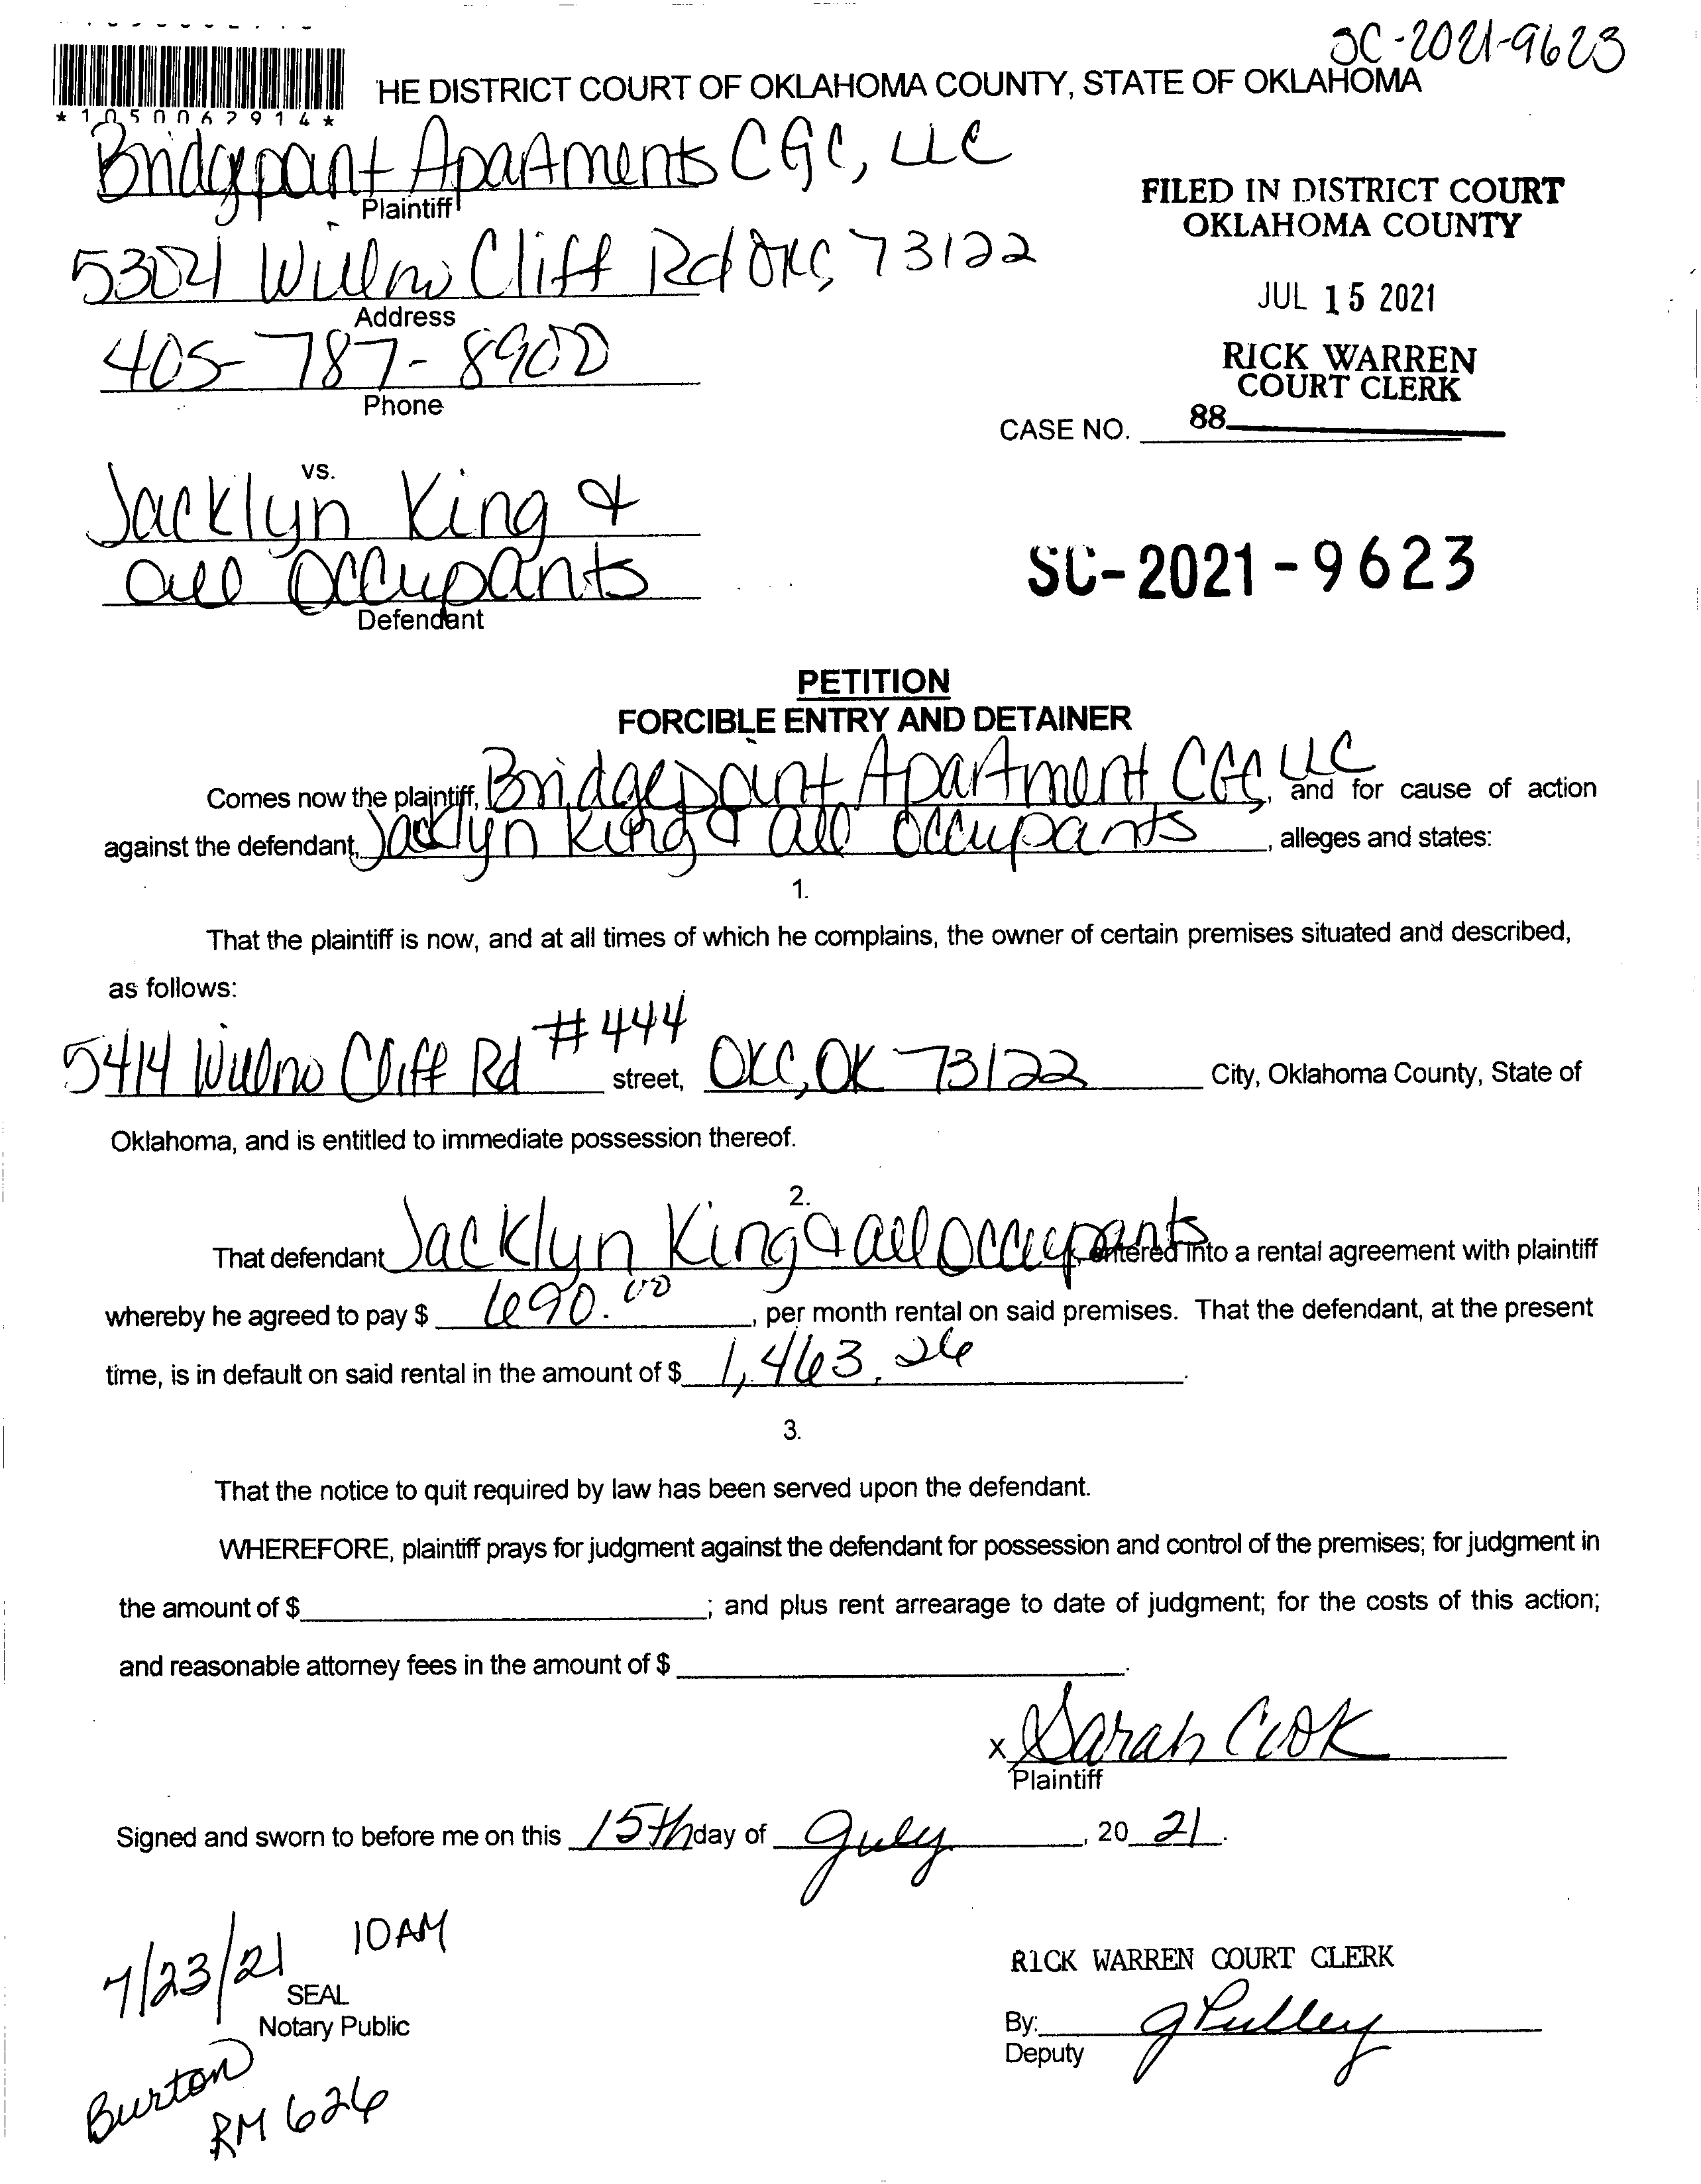 SC-2021-9623
HE DISTRICT COURT OF OKLAHOMA COUNTY, STATE OF OKLAHOMA
*1050062914*
Bridgepoint Apartments CGC, LLC
Plaintiff
FILED IN DISTRICT COURT
OKLAHOMA COUNTY
5304 Willow Cliff Rd OKC, 73122
Address
JUL 15 2021
405-787-8900
Phone
RICK WARREN
COURT CLERK
CASE NO. 88
vs.
Jacklyn King &
all Occupants
Defendant
SC-2021-9623
PETITION
FORCIBLE ENTRY AND DETAINER
Comes now the plaintiff, Bridgepoint Apartment CGC, LLC, and for cause of action
against the defendant, Jacklyn King & all occupants, alleges and states:
1.
That the plaintiff is now, and at all times of which he complains, the owner of certain premises situated and described,
as follows:
5414 Willow Cliff Rd #444 street, OKC, OK 73122 City, Oklahoma County, State of
Oklahoma, and is entitled to immediate possession thereof.
2.
That defendant Jacklyn King & all occupants, entered into a rental agreement with plaintiff
whereby he agreed to pay $ 690.00, per month rental on said premises. That the defendant, at the present
time, is in default on said rental in the amount of $ 1,463.26.
3.
That the notice to quit required by law has been served upon the defendant.
WHEREFORE, plaintiff prays for judgment against the defendant for possession and control of the premises; for judgment in
the amount of $ ; and plus rent arrearage to date of judgment; for the costs of this action;
and reasonable attorney fees in the amount of $ .
x Sarah Cook
Plaintiff
Signed and sworn to before me on this 15th day of July, 20 21.
7/23/21 10AM
SEAL
Notary Public
Burton
RM 626
RICK WARREN COURT CLERK
By: J Pulley
Deputy